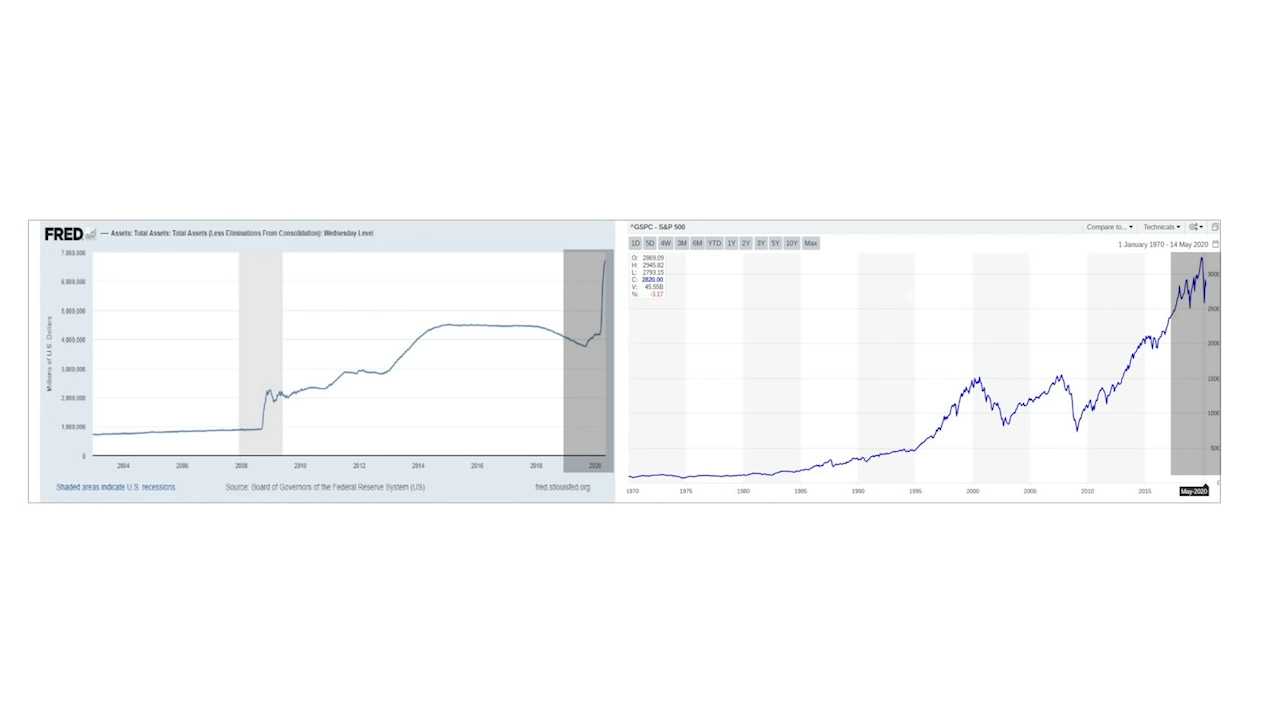 FRED — Assets: Total Assets: Total Assets (Less Eliminations From Consolidation): Wednesday Level
7,000,000
6,000,000
5,000,000
4,000,000
3,000,000
2,000,000
1,000,000
0
Millions of U.S. Dollars
2004 2006 2008 2010 2012 2014 2016 2018 2020
Shaded areas indicate U.S. recessions Source: Board of Governors of the Federal Reserve System (US) fred.stlouisfed.org
^GSPC - S&P 500 Compare to... Technicals
1D 5D 4W 3M 6M YTD 1Y 2Y 3Y 5Y 10Y Max 1 January 1970 - 14 May 2020
O: 2869.09
H: 2945.82
L: 2793.15
C: 2820.00
V: 45.55B
%: -3.17
3000
2500
2000
1500
1000
500
0
1970 1975 1980 1985 1990 1995 2000 2005 2010 2015 May-2020